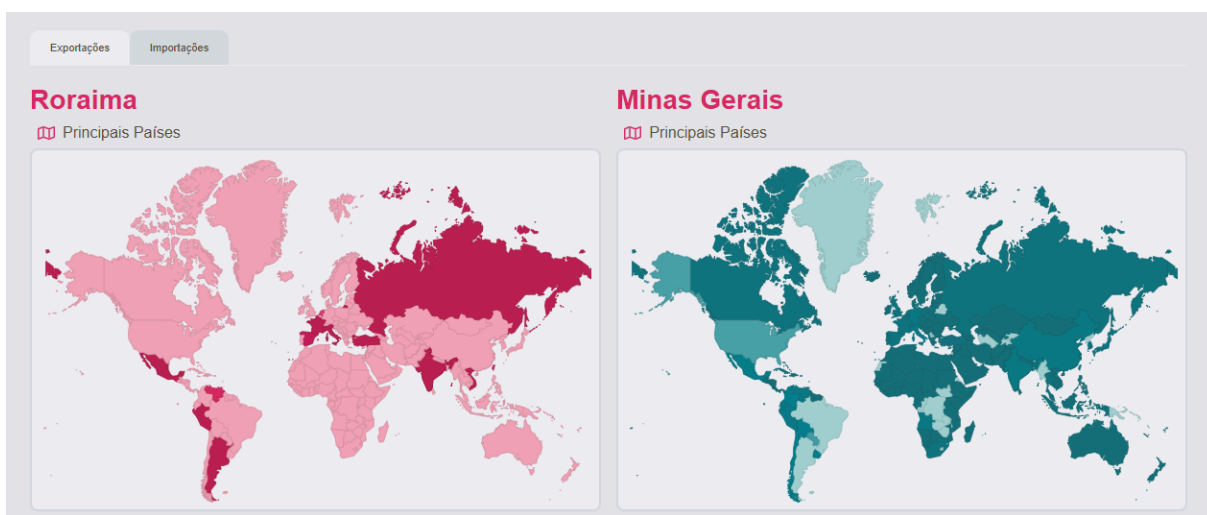 Exportações
Importações
Roraima
Principais Países
Minas Gerais
Principais Países